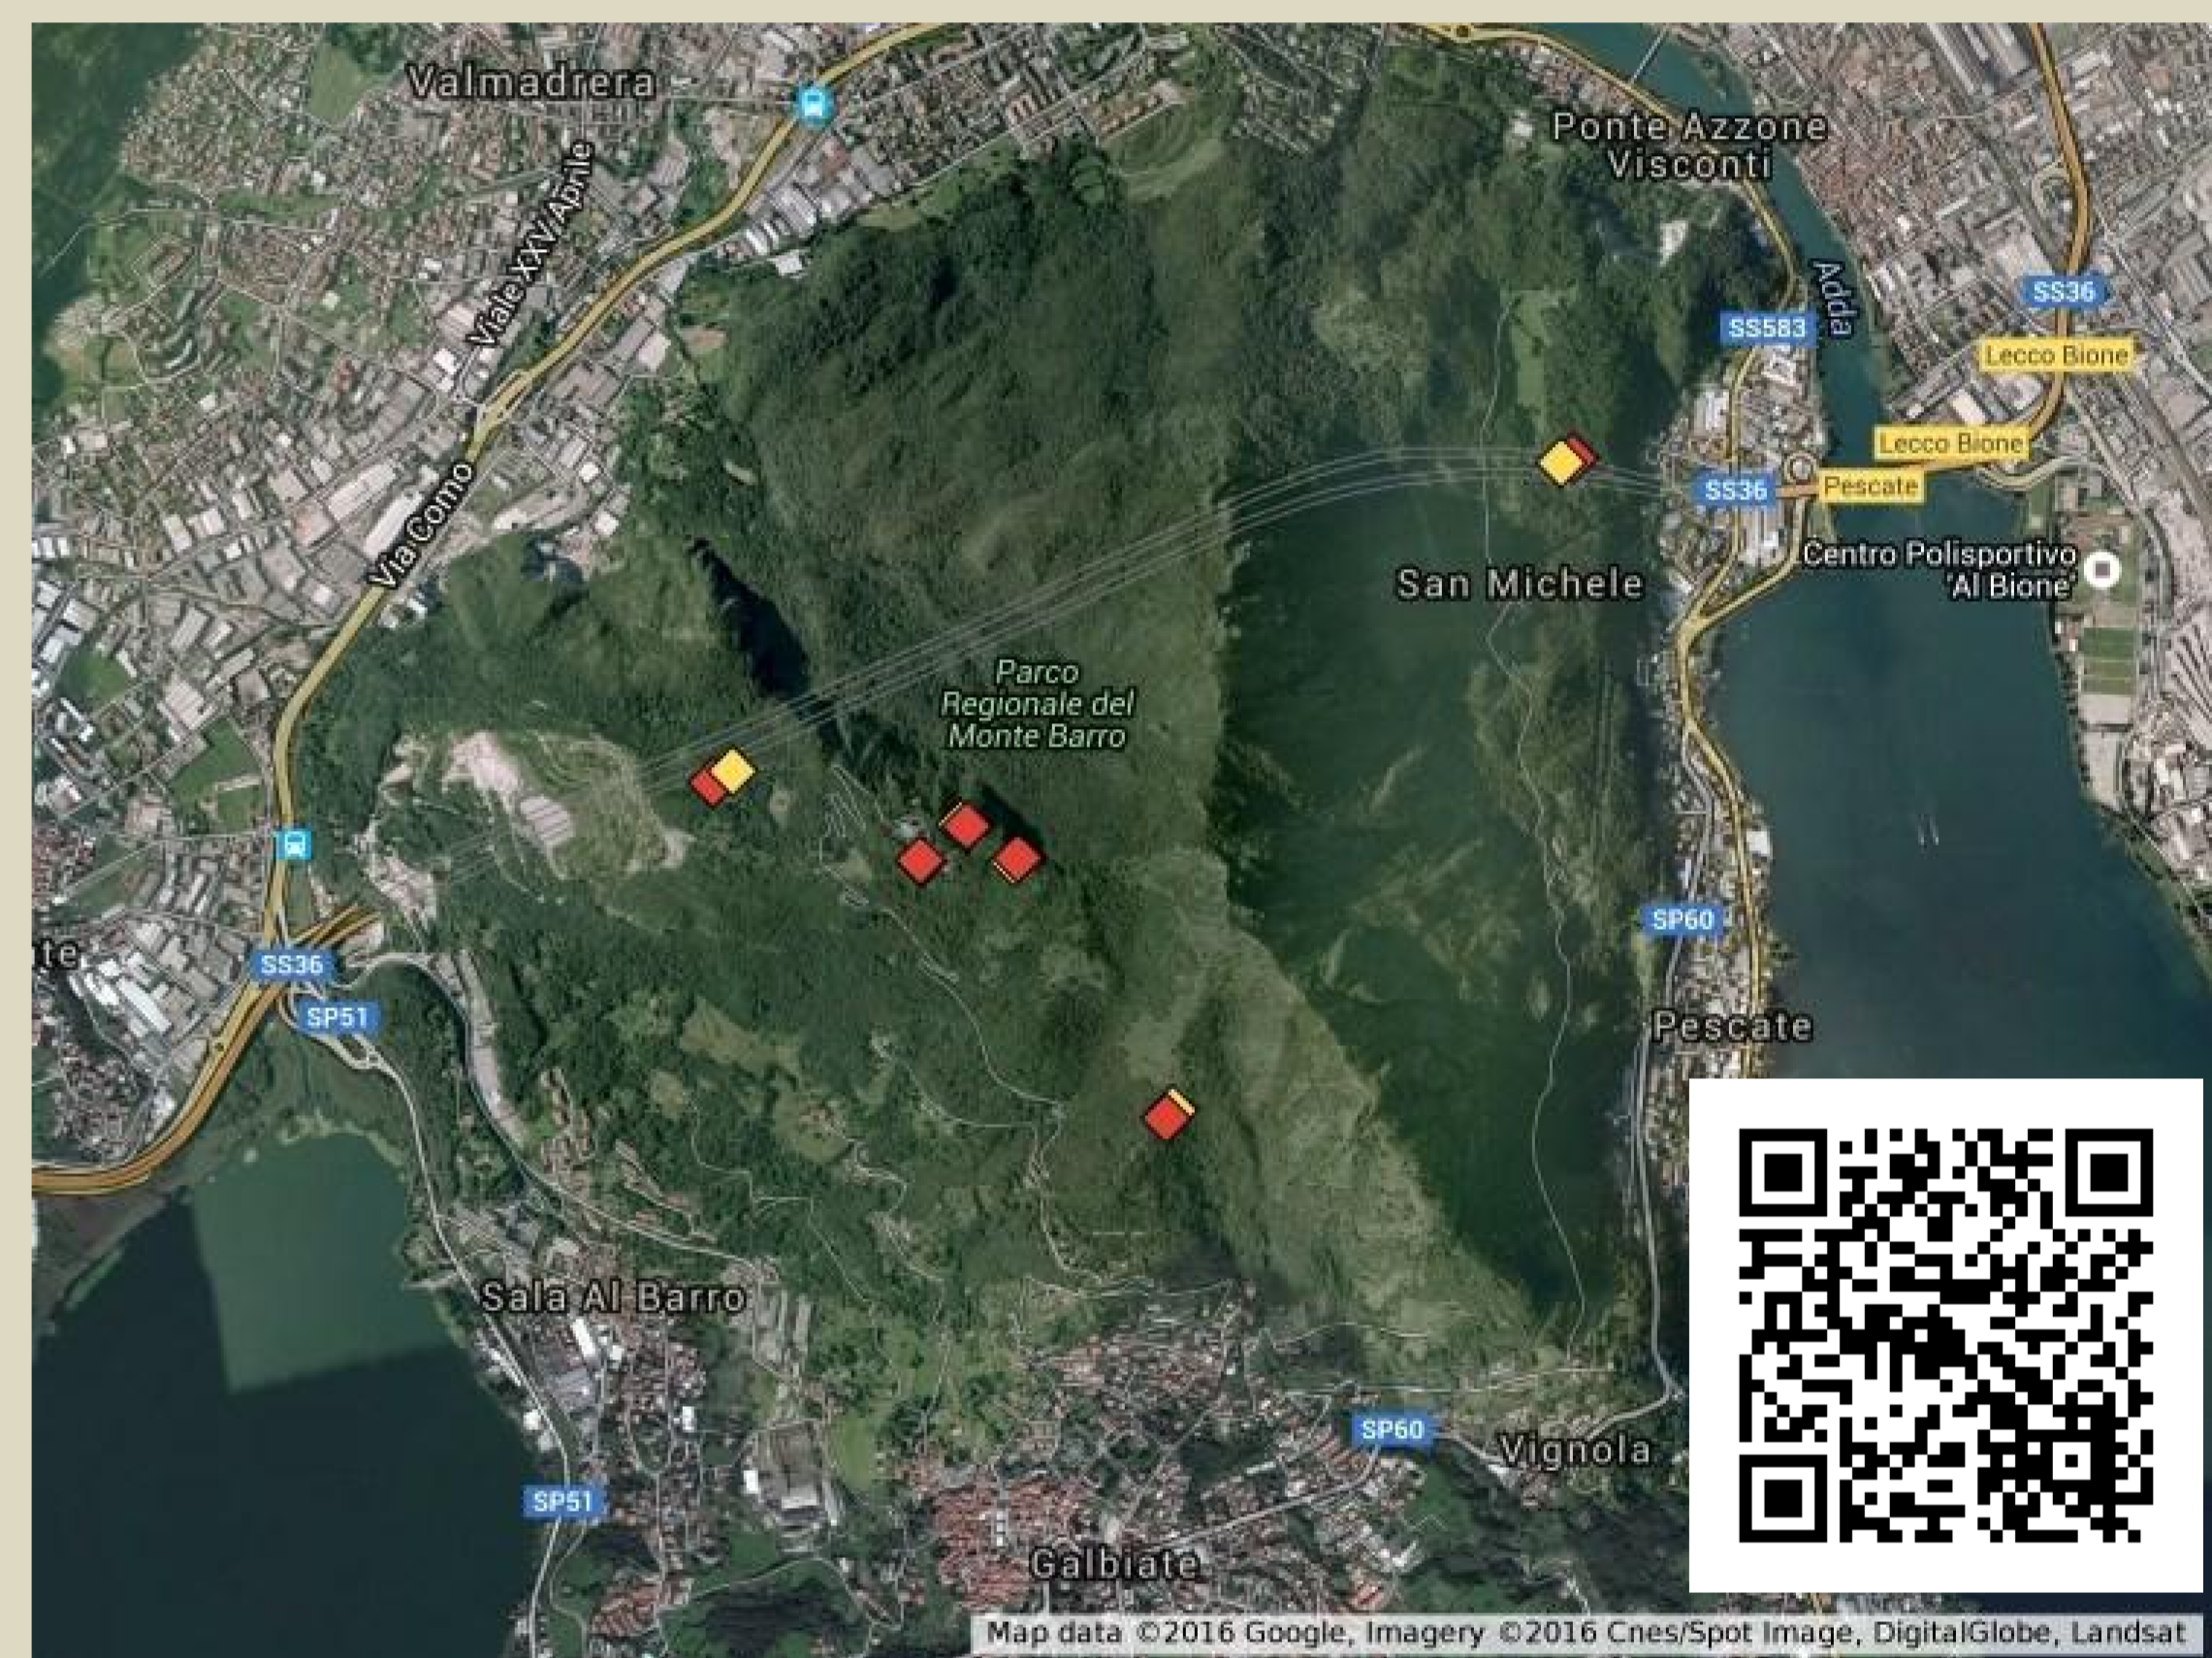 Valmadrera
Ponte Azzone
Visconti
Viale XXV Aprile
Adda
SS36
SS583
Lecco Bione
Lecco Bione
SS36
Pescate
Via Como
Centro Polisportivo
'Al Bione'
San Michele
Parco
Regionale del
Monte Barro
SP60
te
SS36
SP51
Pescate
Sala Al Barro
SP60
Vignola
SP51
Galbiate
Map data ©2016 Google, Imagery ©2016 Cnes/Spot Image, DigitalGlobe, Landsat